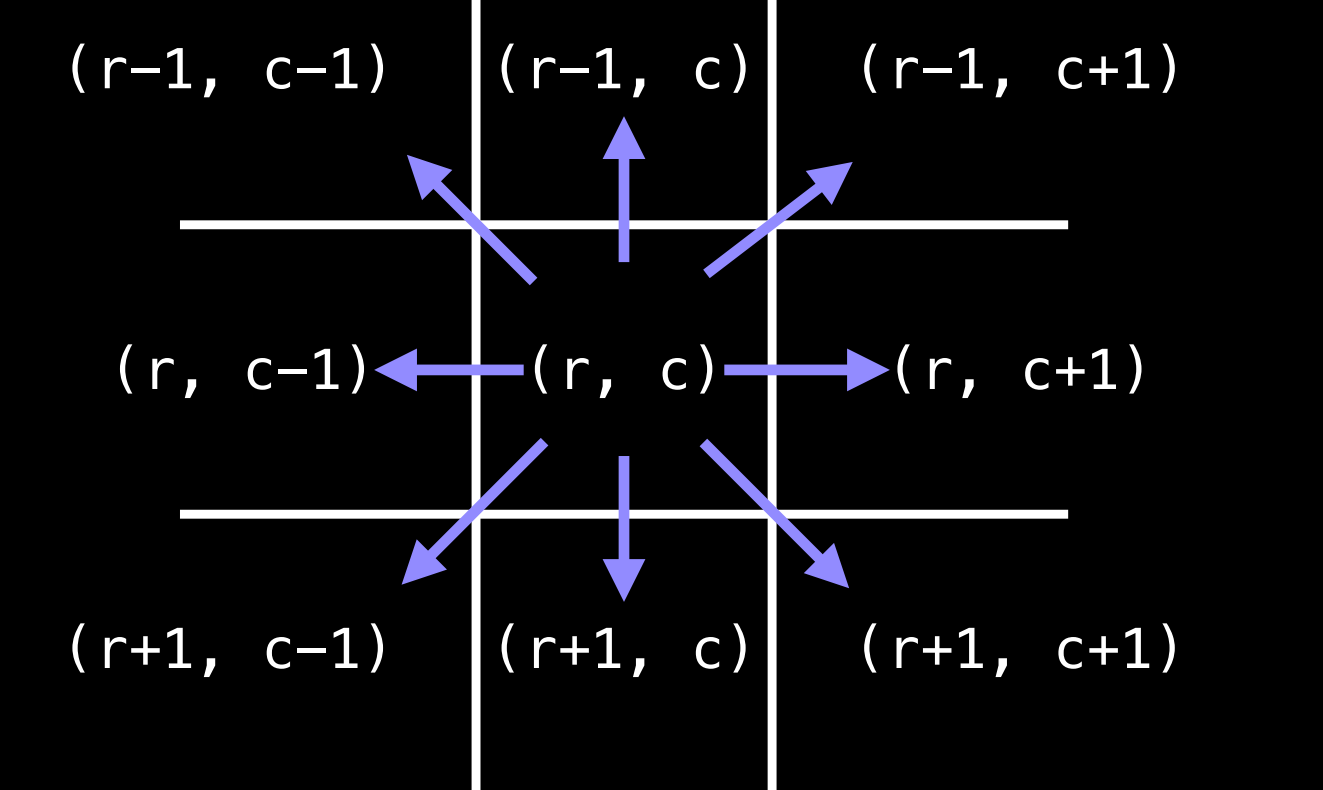 (r−1, c−1) (r−1, c) (r−1, c+1)
(r, c−1) (r, c) (r, c+1)
(r+1, c−1) (r+1, c) (r+1, c+1)